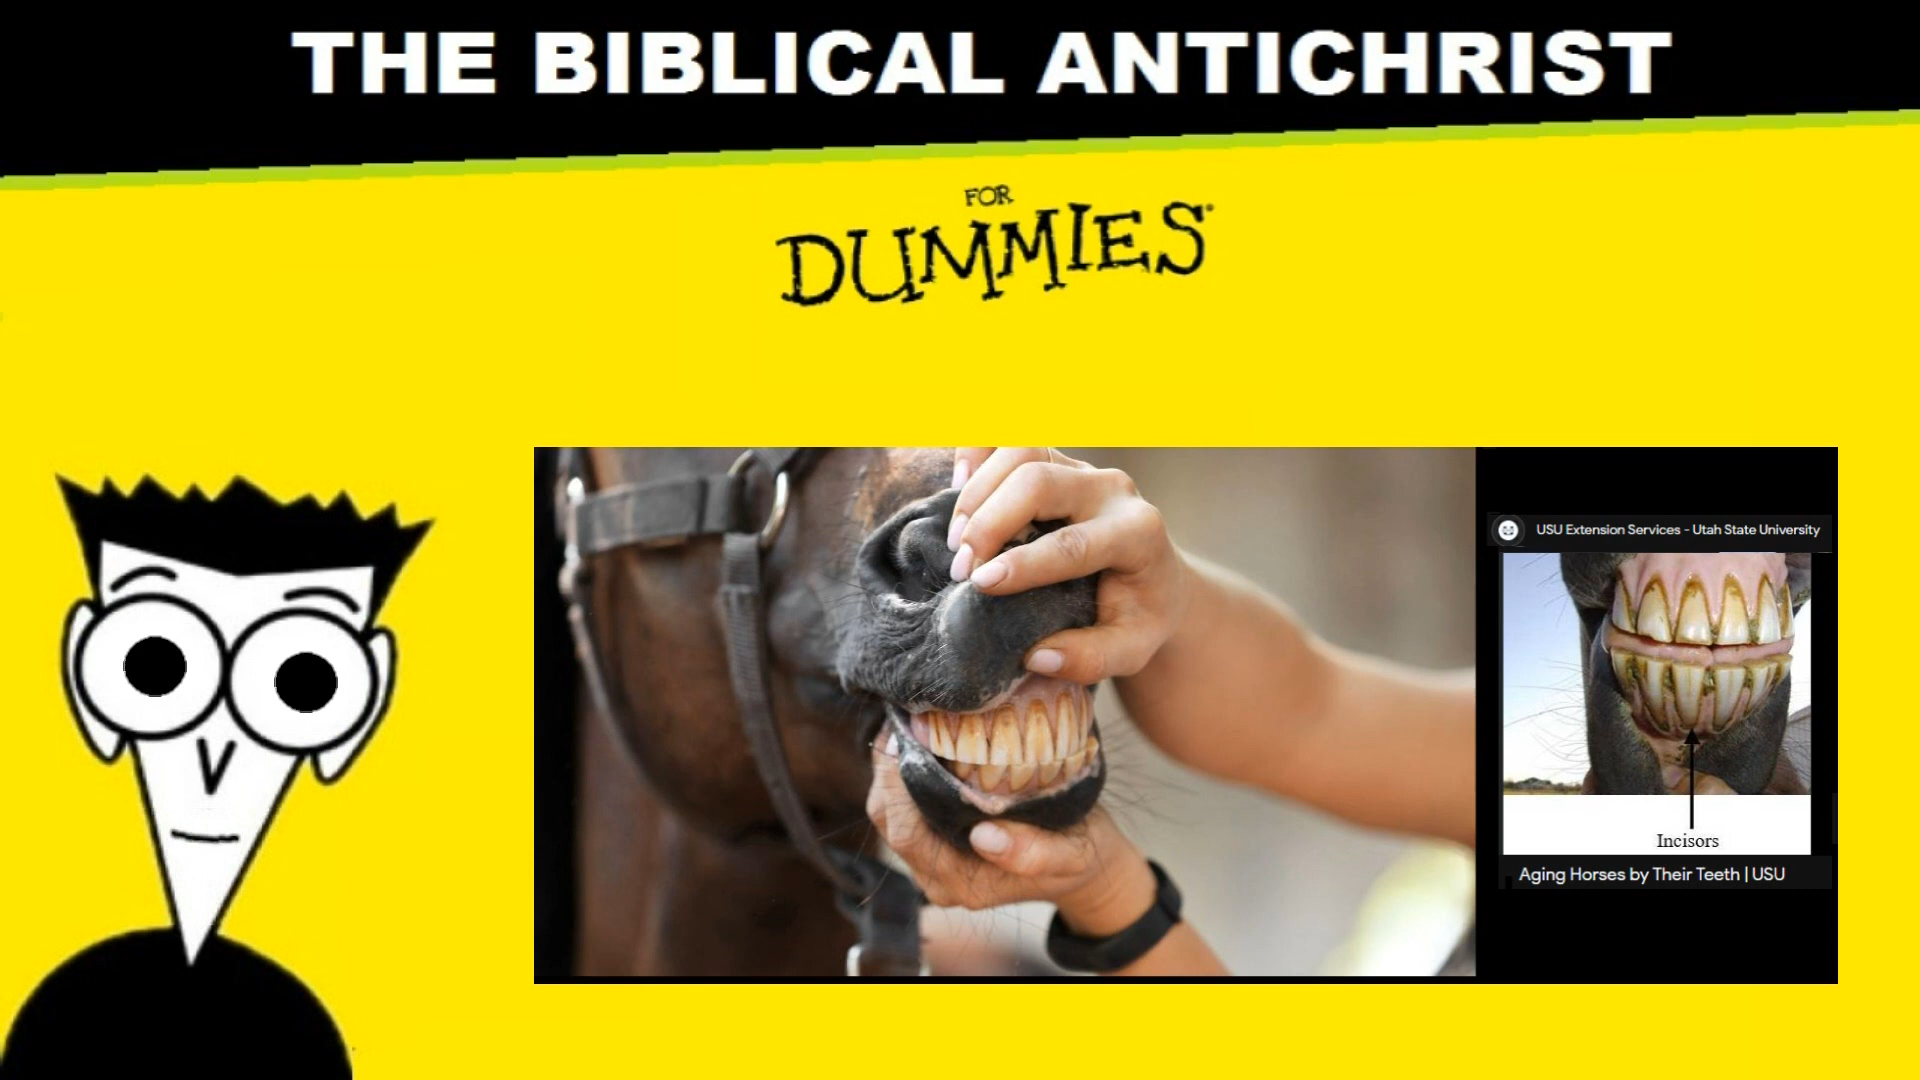 THE BIBLICAL ANTICHRIST
FOR
DUMMIES
USU Extension Services - Utah State University
Incisors
Aging Horses by Their Teeth | USU